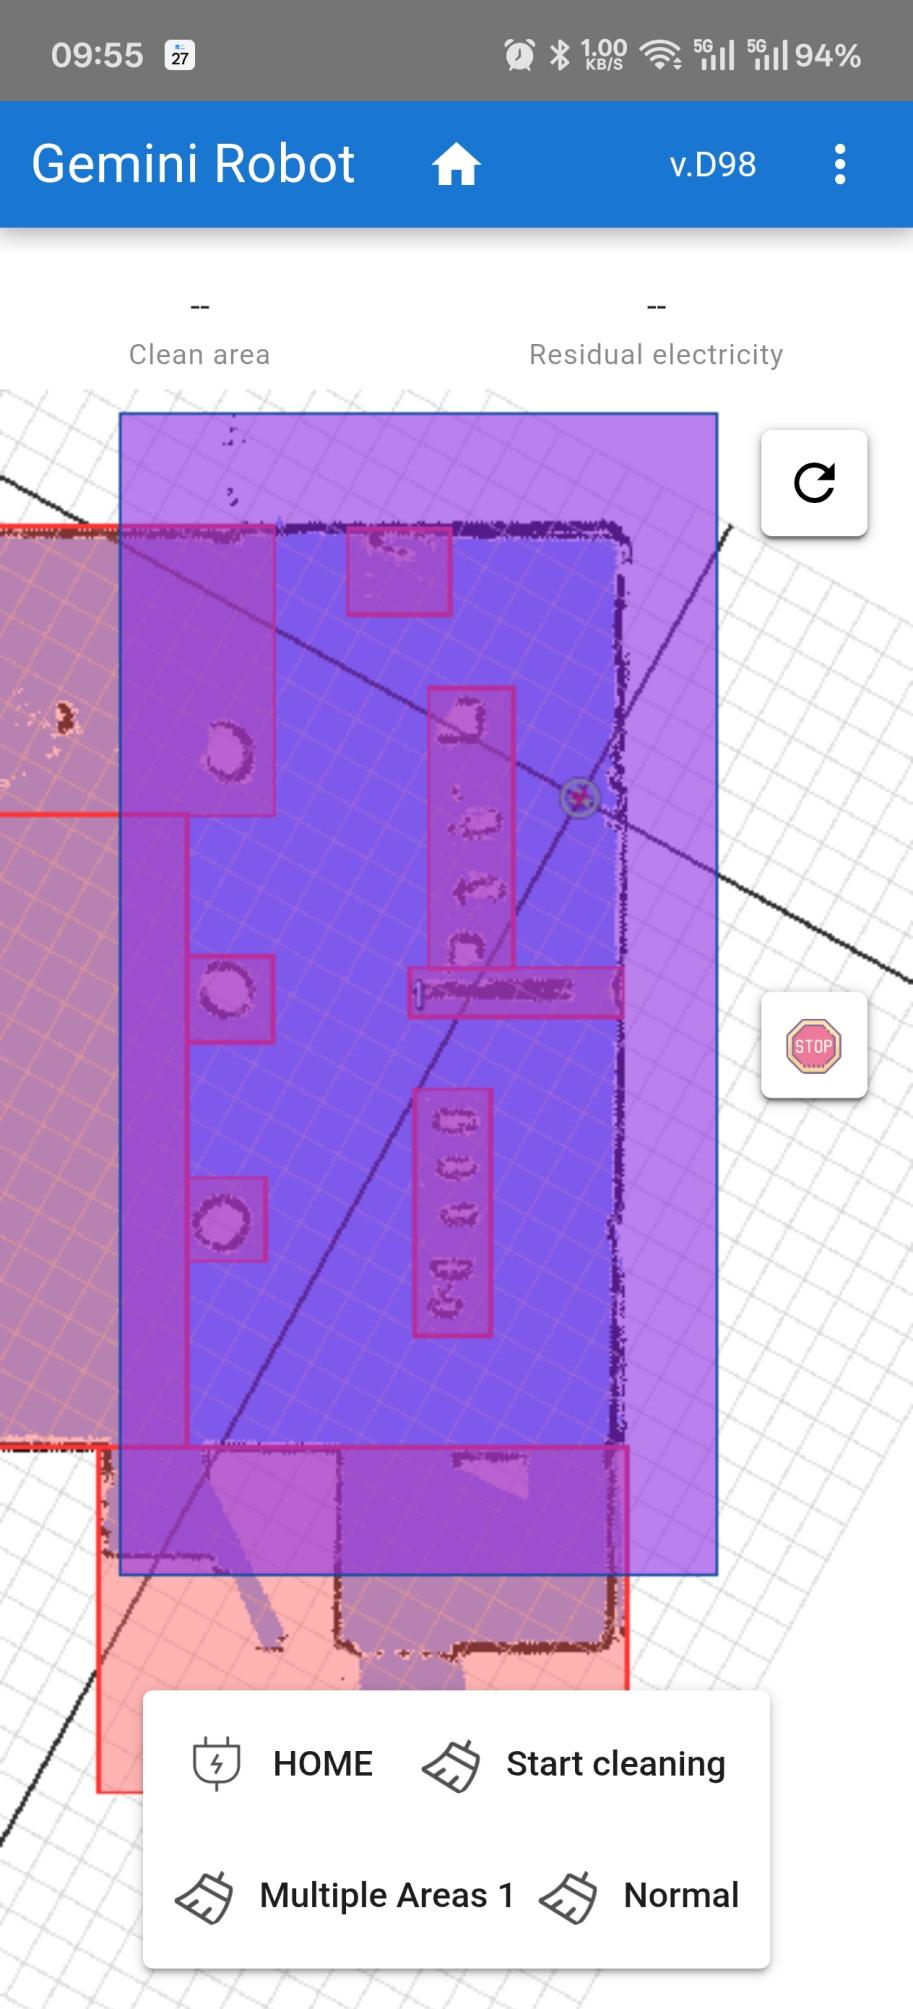 09:55 27 1.00 KB/S 5G 5G 94%
Gemini Robot v.D98
-- --
Clean area Residual electricity
1
STOP
HOME Start cleaning
Multiple Areas 1 Normal